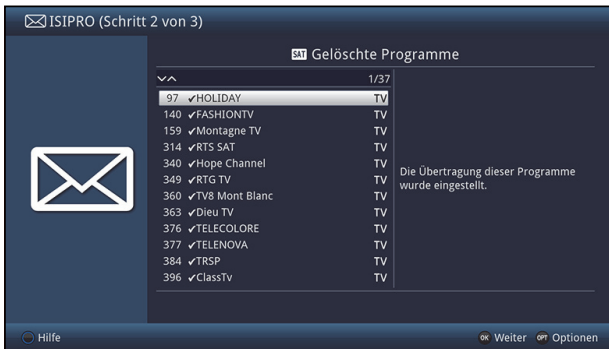 ISIPRO (Schritt 2 von 3)
SAT Gelöschte Programme
1/37
97 ✔HOLIDAY TV
140 ✔FASHIONTV TV
159 ✔Montagne TV TV
314 ✔RTS SAT TV
340 ✔Hope Channel TV
349 ✔RTG TV TV
360 ✔TV8 Mont Blanc TV
363 ✔Dieu TV TV
376 ✔TELECOLORE TV
377 ✔TELENOVA TV
384 ✔TRSP TV
396 ✔ClassTv TV
Die Übertragung dieser Programme
wurde eingestellt.
Hilfe
OK Weiter OPT Optionen